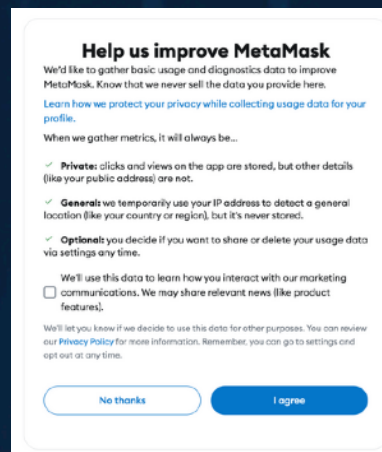 Help us improve MetaMask
We'd like to gather basic usage and diagnostics data to improve
MetaMask. Know that we never sell the data you provide here.
Learn how we protect your privacy while collecting usage data for your
profile.
When we gather metrics, it will always be...
✓ Private: clicks and views on the app are stored, but other details
(like your public address) are not.
✓ General: we temporarily use your IP address to detect a general
location (like your country or region), but it's never stored.
✓ Optional: you decide if you want to share or delete your usage data
via settings any time.
We'll use this data to learn how you interact with our marketing
communications. We may share relevant news (like product
features).
We'll let you know if we decide to use this data for other purposes. You can review
our Privacy Policy for more information. Remember, you can go to settings and
opt out at any time.
No thanks
I agree